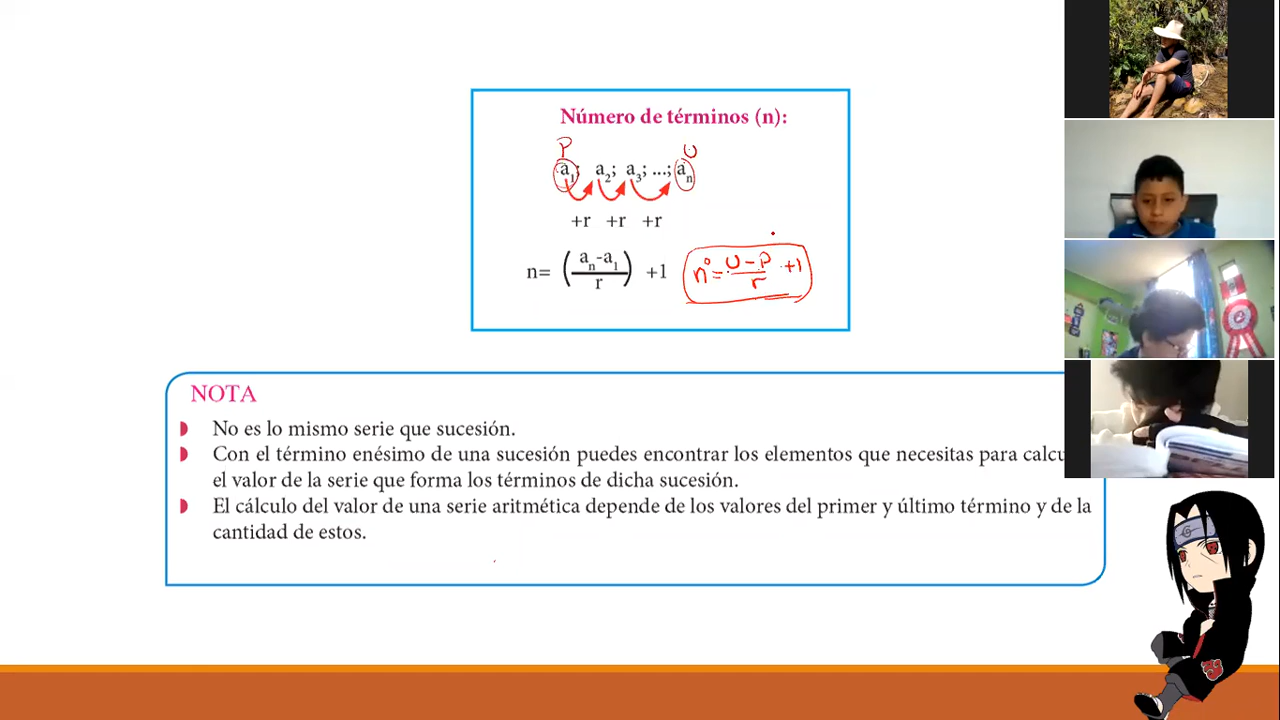 Número de términos (n):
P U
a₁; a₂; a₃; ...; aₙ
+r +r +r
n= (aₙ-a₁/r) +1
n°= U-P/r +1
NOTA
No es lo mismo serie que sucesión.
Con el término enésimo de una sucesión puedes encontrar los elementos que necesitas para calcu
el valor de la serie que forma los términos de dicha sucesión.
El cálculo del valor de una serie aritmética depende de los valores del primer y último término y de la
cantidad de estos.